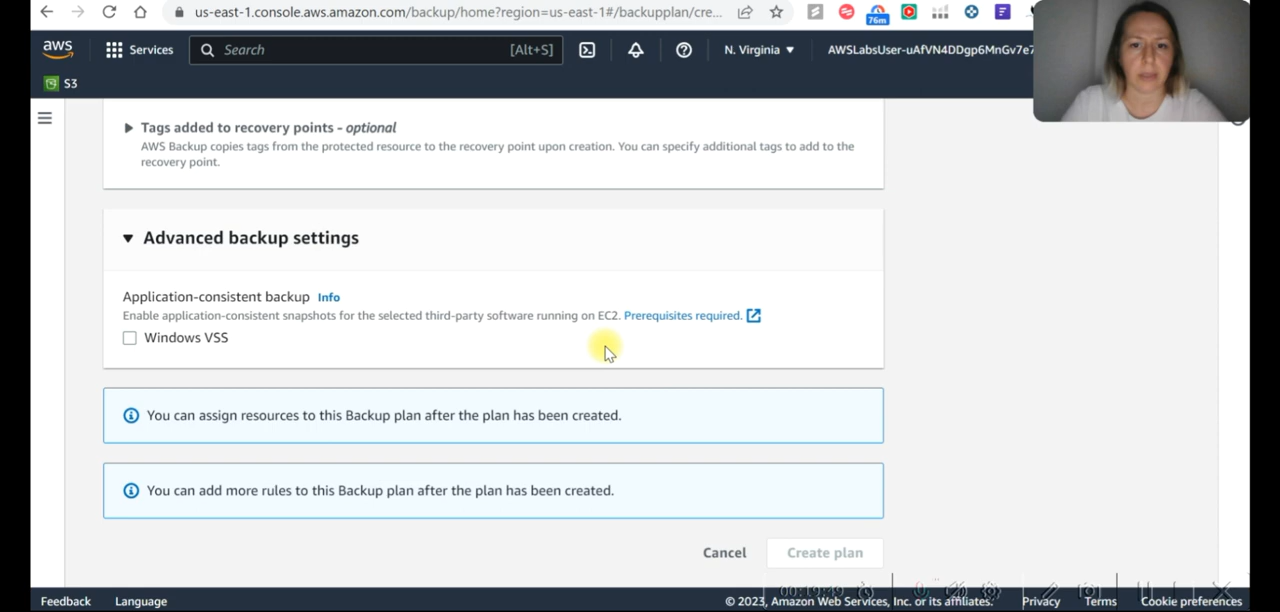 us-east-1.console.aws.amazon.com/backup/home?region=us-east-1#/backupplan/cre...
76m
aws
Services
Search
[Alt+S]
N. Virginia
AWSLabsUser-uAfVN4DDgp6MnGv7e7
S3
Tags added to recovery points - optional
AWS Backup copies tags from the protected resource to the recovery point upon creation. You can specify additional tags to add to the
recovery point.
Advanced backup settings
Application-consistent backup Info
Enable application-consistent snapshots for the selected third-party software running on EC2. Prerequisites required.
Windows VSS
You can assign resources to this Backup plan after the plan has been created.
You can add more rules to this Backup plan after the plan has been created.
Cancel
Create plan
Feedback
Language
© 2023, Amazon Web Services, Inc. or its affiliates.
Privacy
Terms
Cookie preferences